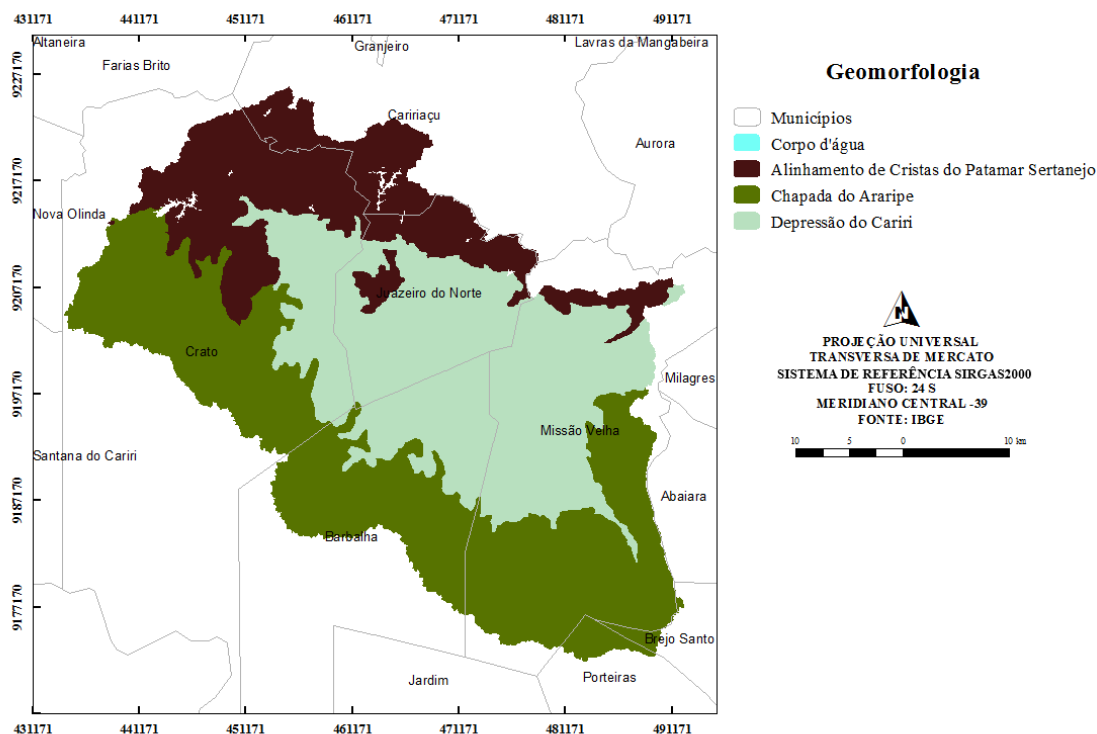 431171 441171 451171 461171 471171 481171 491171
Altaneira
Granjeiro
Lavras da Mangabeira
Farias Brito
9227170
Caririaçu
Aurora
9217170
Nova Olinda
9207170
Juazeiro do Norte
Crato
Milagres
9197170
Missão Velha
Santana do Cariri
9187170
Abaiara
Barbalha
9177170
Brejo Santo
Jardim
Porteiras
431171 441171 451171 461171 471171 481171 491171
Geomorfologia
Municípios
Corpo d'água
Alinhamento de Cristas do Patamar Sertanejo
Chapada do Araripe
Depressão do Cariri
N
PROJEÇÃO UNIVERSAL
TRANSVERSA DE MERCATO
SISTEMA DE REFERÊNCIA SIRGAS2000
FUSO: 24 S
MERIDIANO CENTRAL -39
FONTE: IBGE
10 5 0 10 km